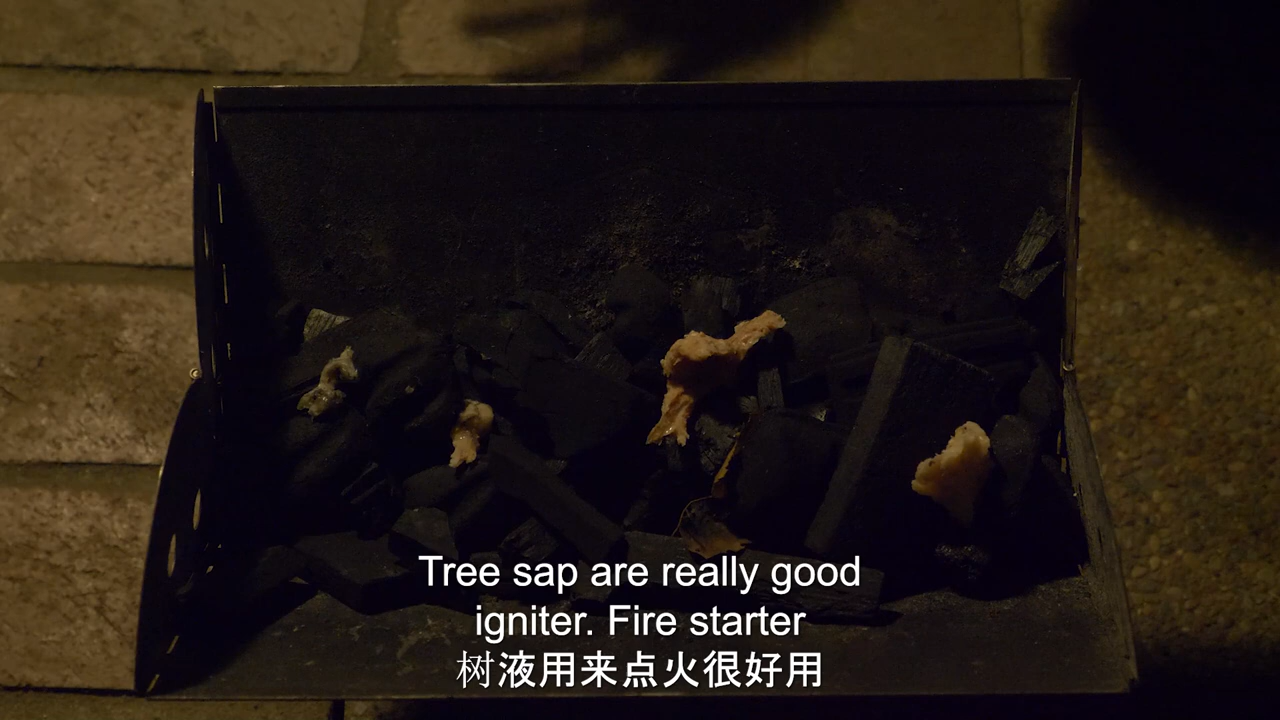 Tree sap are really good
igniter. Fire starter
树液用来点火很好用